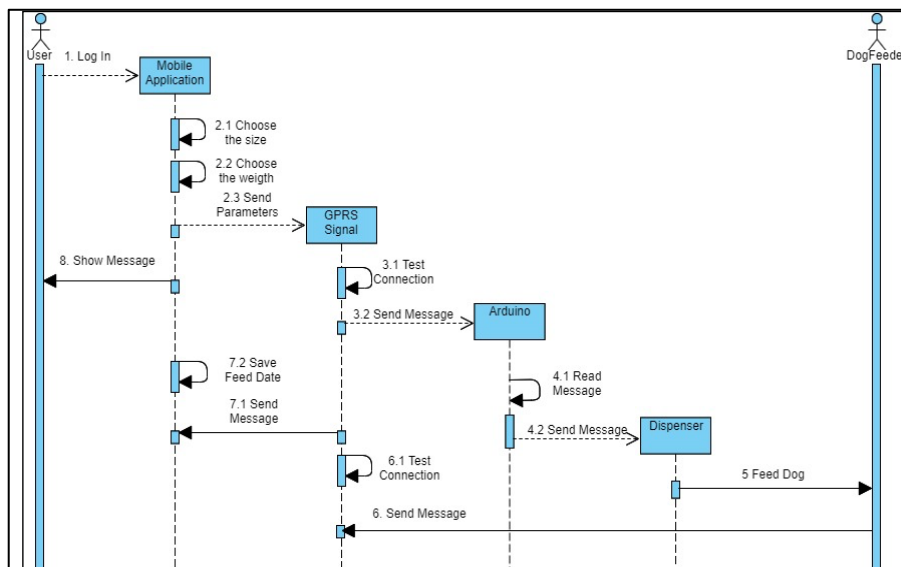 User
DogFeede
1. Log In
Mobile
Application
2.1 Choose
the size
2.2 Choose
the weigth
2.3 Send
Parameters
GPRS
Signal
8. Show Message
3.1 Test
Connection
3.2 Send Message
Arduino
7.2 Save
Feed Date
4.1 Read
Message
7.1 Send
Message
4.2 Send Message
Dispenser
6.1 Test
Connection
5 Feed Dog
6. Send Message